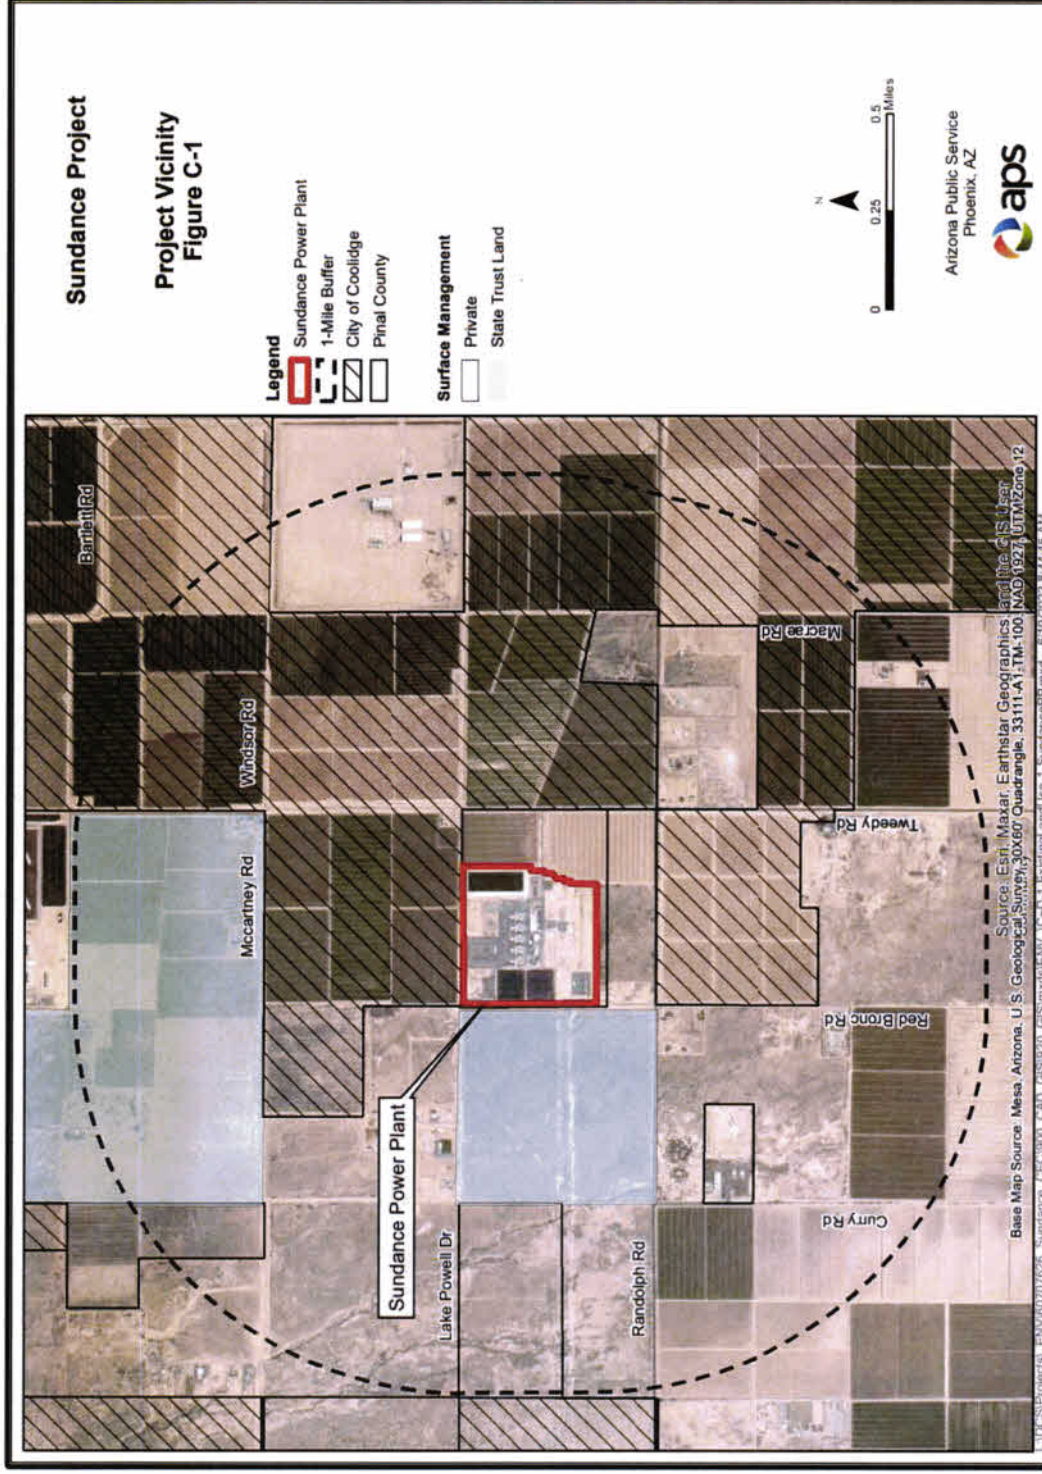 Sundance Project
Project Vicinity
Figure C-1
Legend
Sundance Power Plant
1-Mile Buffer
City of Coolidge
Pinal County
Surface Management
Private
State Trust Land
N
0 0.25 0.5
Miles
Arizona Public Service
Phoenix, AZ
aps
Bartlett Rd
Windsor Rd
Mccartney Rd
Macrae Rd
Tweedy Rd
Red Bronc Rd
Curry Rd
Lake Powell Dr
Randolph Rd
Sundance Power Plant
Source: Esri, Maxar, Earthstar Geographics, and the GIS User
Base Map Source: Mesa, Arizona, U.S. Geological Survey, 30X60' Quadrangle, 33111-A1-TM-100, NAD 1927, UTM Zone 12